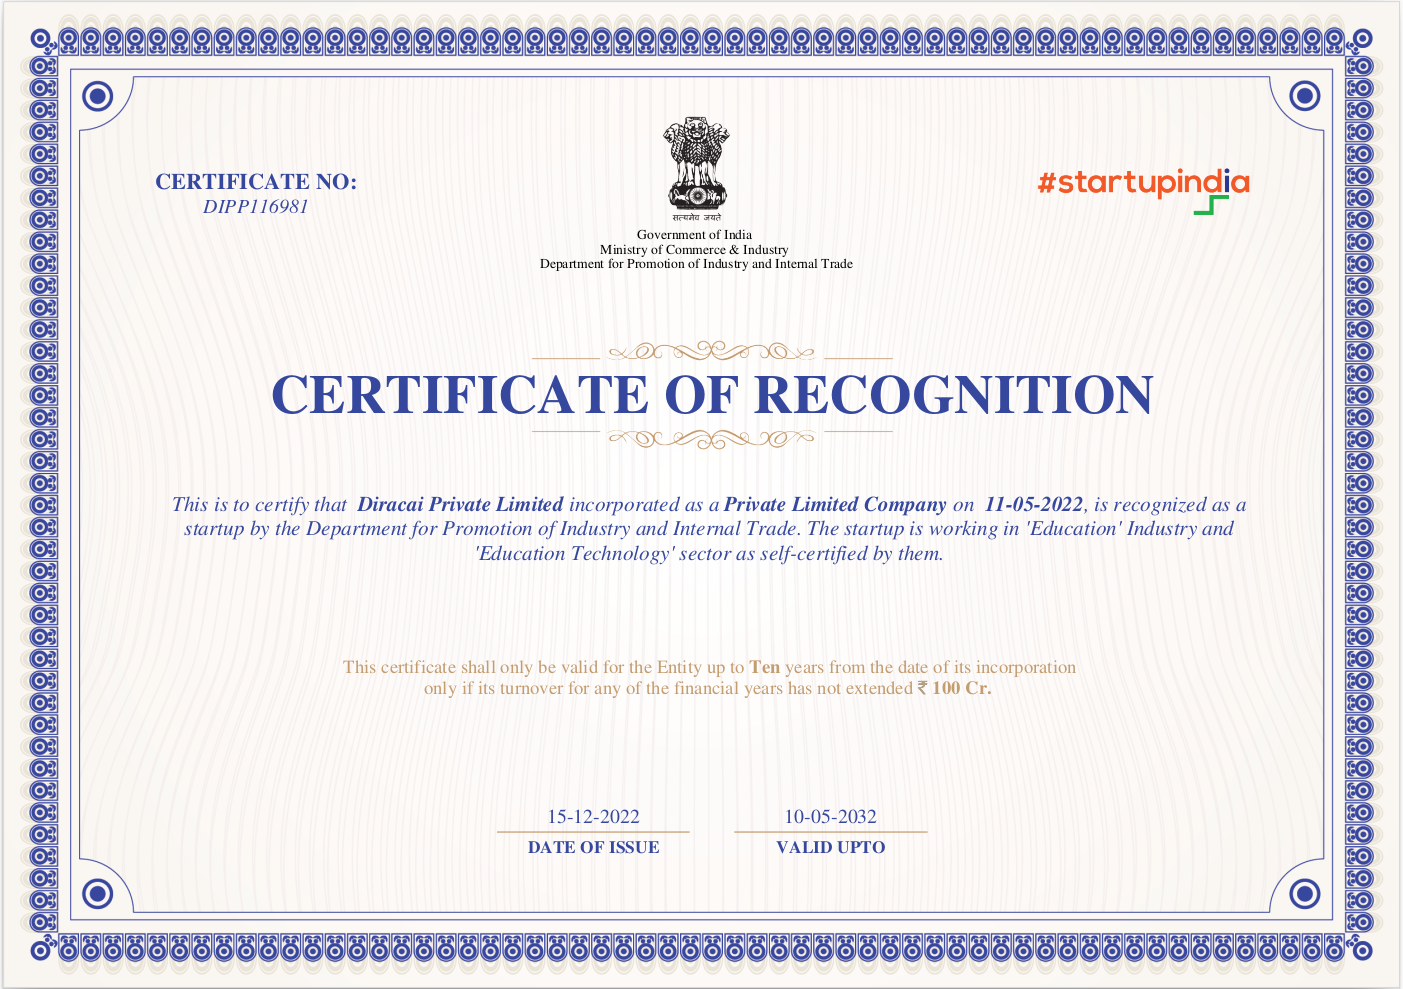 CERTIFICATE NO:
DIPP116981
#startupindia
सत्यमेव जयते
Government of India
Ministry of Commerce & Industry
Department for Promotion of Industry and Internal Trade
CERTIFICATE OF RECOGNITION
This is to certify that Diracai Private Limited incorporated as a Private Limited Company on 11-05-2022, is recognized as a
startup by the Department for Promotion of Industry and Internal Trade. The startup is working in 'Education' Industry and
'Education Technology' sector as self-certified by them.
This certificate shall only be valid for the Entity up to Ten years from the date of its incorporation
only if its turnover for any of the financial years has not extended ₹ 100 Cr.
15-12-2022
DATE OF ISSUE
10-05-2032
VALID UPTO